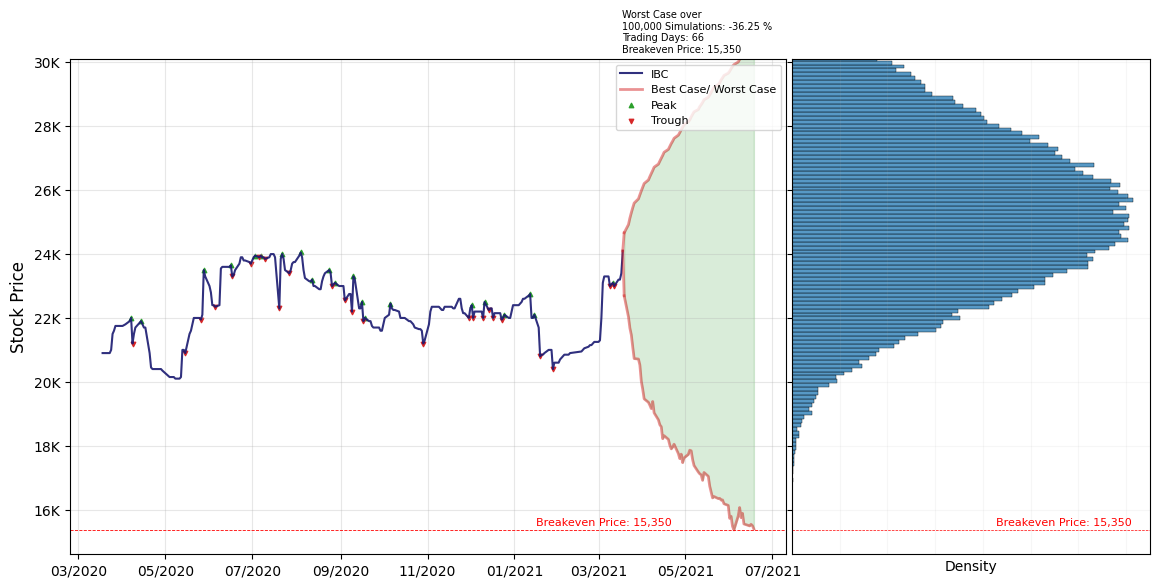 Worst Case over
100,000 Simulations: -36.25 %
Trading Days: 66
Breakeven Price: 15,350
30K
28K
26K
24K
22K
20K
18K
16K
Stock Price
IBC
Best Case/ Worst Case
Peak
Trough
Breakeven Price: 15,350
Breakeven Price: 15,350
03/2020
05/2020
07/2020
09/2020
11/2020
01/2021
03/2021
05/2021
07/2021
Density